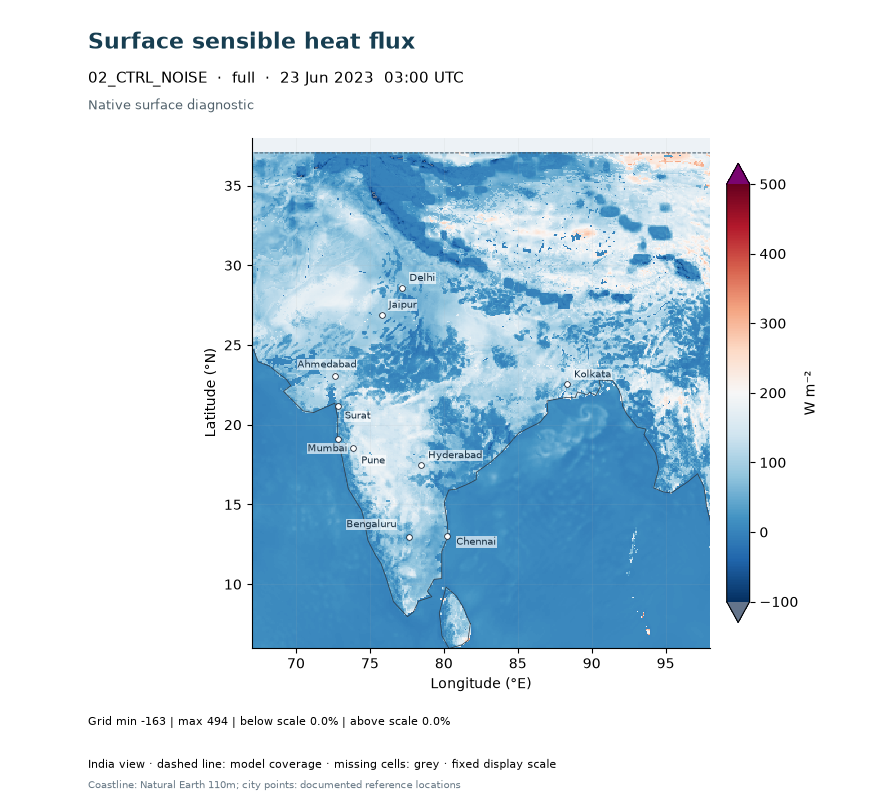 Surface sensible heat flux
02_CTRL_NOISE · full · 23 Jun 2023 03:00 UTC
Native surface diagnostic
35
30
25
20
15
10
Latitude (°N)
Delhi
Jaipur
Ahmedabad
Kolkata
Surat
Mumbai
Pune
Hyderabad
Bengaluru
Chennai
70
75
80
85
90
95
Longitude (°E)
500
400
300
200
100
0
−100
W m⁻²
Grid min -163 | max 494 | below scale 0.0% | above scale 0.0%
India view · dashed line: model coverage · missing cells: grey · fixed display scale
Coastline: Natural Earth 110m; city points: documented reference locations